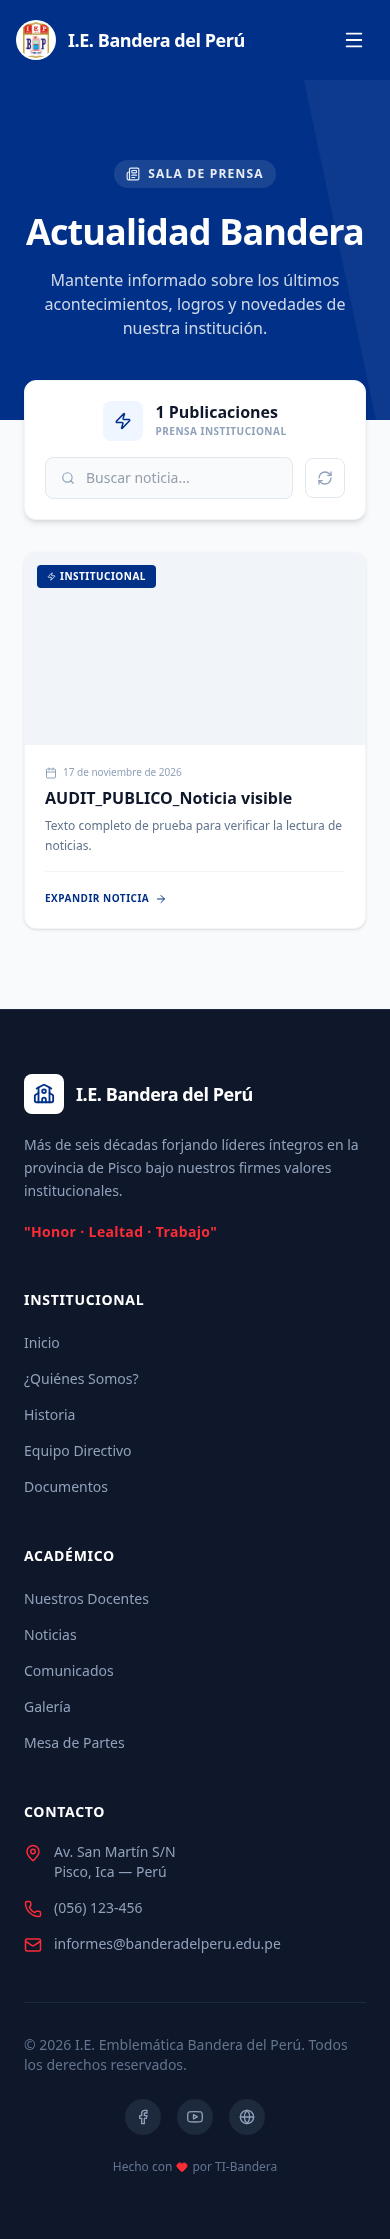 I.E. Bandera del Perú
SALA DE PRENSA
Actualidad Bandera
Mantente informado sobre los últimos
acontecimientos, logros y novedades de
nuestra institución.
1 Publicaciones
PRENSA INSTITUCIONAL
Buscar noticia...
INSTITUCIONAL
17 de noviembre de 2026
AUDIT_PUBLICO_Noticia visible
Texto completo de prueba para verificar la lectura de
noticias.
EXPANDIR NOTICIA
I.E. Bandera del Perú
Más de seis décadas forjando líderes íntegros en la
provincia de Pisco bajo nuestros firmes valores
institucionales.
"Honor · Lealtad · Trabajo"
INSTITUCIONAL
Inicio
¿Quiénes Somos?
Historia
Equipo Directivo
Documentos
ACADÉMICO
Nuestros Docentes
Noticias
Comunicados
Galería
Mesa de Partes
CONTACTO
Av. San Martín S/N
Pisco, Ica — Perú
(056) 123-456
informes@banderadelperu.edu.pe
© 2026 I.E. Emblemática Bandera del Perú. Todos
los derechos reservados.
Hecho con ❤ por TI-Bandera